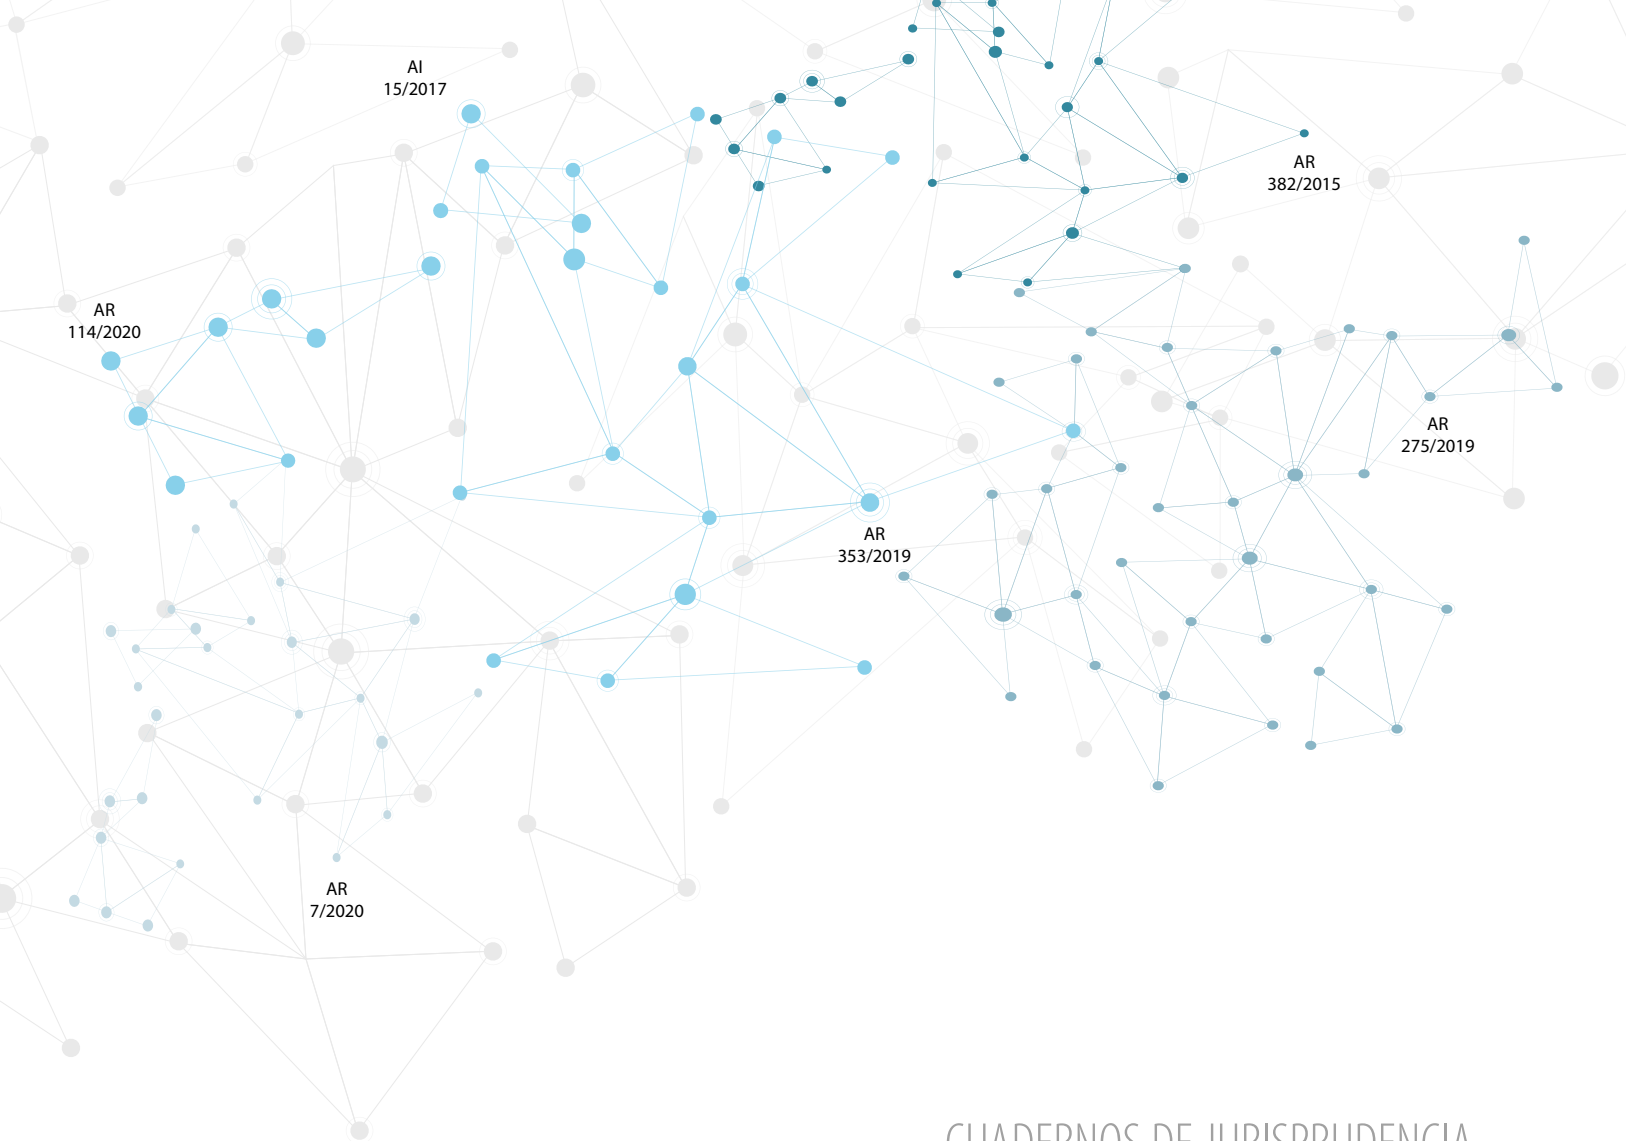 AI
15/2017
AR
382/2015
AR
114/2020
AR
275/2019
AR
353/2019
AR
7/2020
CUADERNOS DE JURISPRUDENCIA